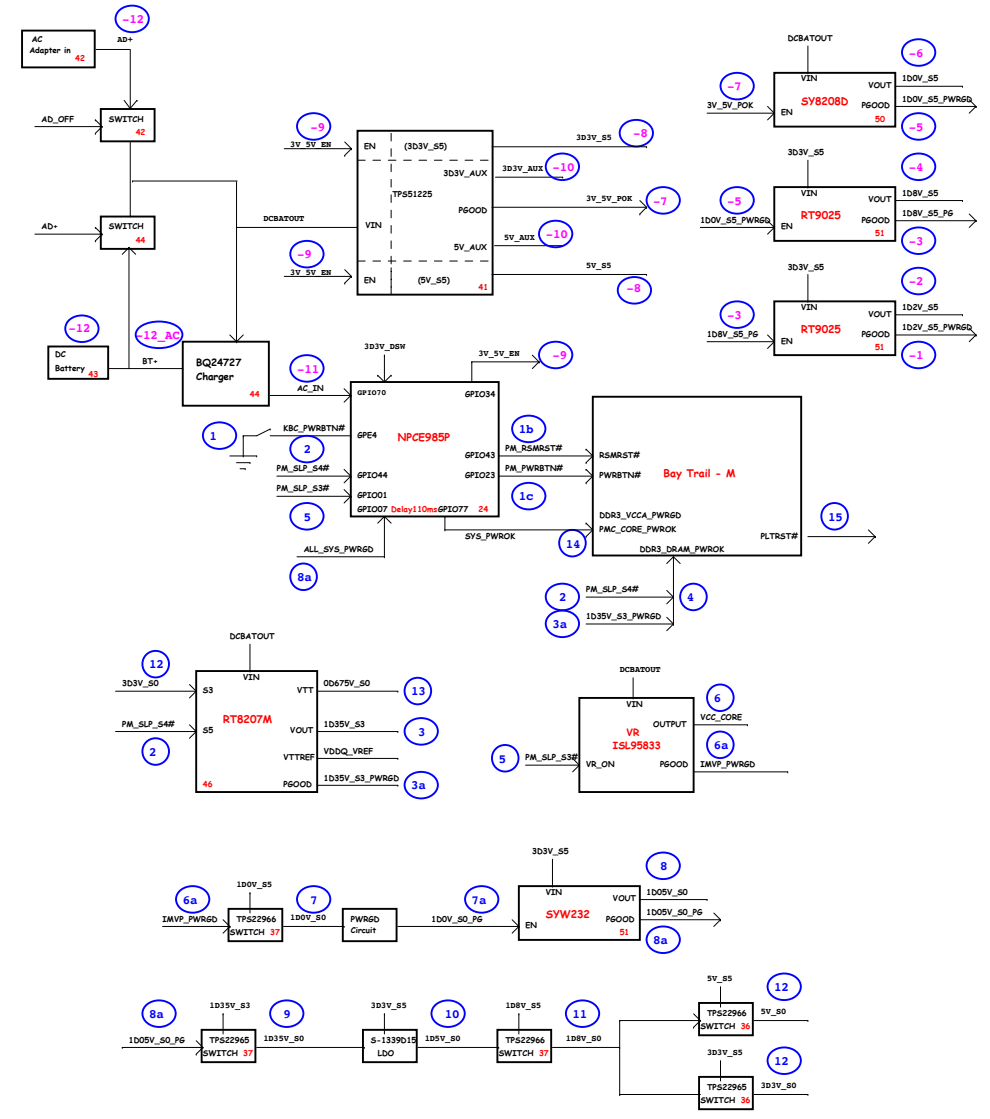 -12
AC
Adapter in
42
AD+
AD_OFF
SWITCH
42
AD+
SWITCH
44
-12
DC
Battery
43
-12_AC
BT+
BQ24727
Charger
44
-11
AC_IN
DCBATOUT
-9
3V_5V_EN
-9
3V_5V_EN
EN
(3D3V_S5)
3D3V_AUX
TPS51225
PGOOD
VIN
5V_AUX
EN
(5V_S5)
41
3D3V_S5
-8
3D3V_AUX
-10
3V_5V_POK
-7
5V_AUX
-10
5V_S5
-8
DCBATOUT
-7
3V_5V_POK
VIN
VOUT
SY8208D
PGOOD
EN
50
-6
1D0V_S5
1D0V_S5_PWRGD
-5
3D3V_S5
-5
1D0V_S5_PWRGD
VIN
VOUT
RT9025
PGOOD
EN
51
-4
1D8V_S5
1D8V_S5_PG
-3
3D3V_S5
-3
1D8V_S5_PG
VIN
VOUT
RT9025
PGOOD
EN
51
-2
1D2V_S5
1D2V_S5_PWRGD
-1
3D3V_DSW
3V_5V_EN
-9
GPIO70
GPIO34
1
KBC_PWRBTN#
GPE4
NPCE985P
2
PM_SLP_S4#
GPIO44
PM_SLP_S3#
GPIO01
5
GPIO07
Delay110ms
GPIO77
24
GPIO43
GPIO23
1b
PM_RSMRST#
PM_PWRBTN#
1c
ALL_SYS_PWRGD
8a
SYS_PWROK
14
RSMRST#
PWRBTN#
Bay Trail - M
DDR3_VCCA_PWRGD
PMC_CORE_PWROK
DDR3_DRAM_PWROK
PLTRST#
15
2
PM_SLP_S4#
4
3a
1D35V_S3_PWRGD
DCBATOUT
12
3D3V_S0
PM_SLP_S4#
2
VIN
S3
VTT
RT8207M
S5
VOUT
VTTREF
46
PGOOD
0D675V_S0
13
1D35V_S3
3
VDDQ_VREF
1D35V_S3_PWRGD
3a
DCBATOUT
5
PM_SLP_S3#
VIN
OUTPUT
VR
ISL95833
VR_ON
PGOOD
6
VCC_CORE
6a
IMVP_PWRGD
6a
IMVP_PWRGD
1D0V_S5
TPS22966
SWITCH 37
7
1D0V_S0
PWRGD
Circuit
7a
1D0V_S0_PG
3D3V_S5
VIN
VOUT
SYW232
EN
PGOOD
51
8
1D05V_S0
1D05V_S0_PG
8a
8a
1D05V_S0_PG
1D35V_S3
TPS22965
SWITCH 37
9
1D35V_S0
3D3V_S5
S-1339D15
LDO
10
1D5V_S0
1D8V_S5
TPS22966
SWITCH 37
11
1D8V_S0
5V_S5
TPS22966
SWITCH 36
12
5V_S0
3D3V_S5
TPS22965
SWITCH 36
12
3D3V_S0